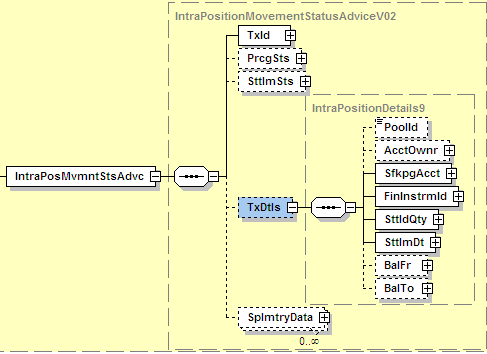 IntraPositionMovementStatusAdviceV02
TxId
PrcgSts
SttlmSts
IntraPositionDetails9
PoolId
AcctOwnr
IntraPosMvmntStsAdvc
SfkpgAcct
TxDtls
FinInstrmId
SttldQty
SttlmDt
BalFr
BalTo
SplmtryData
0..∞